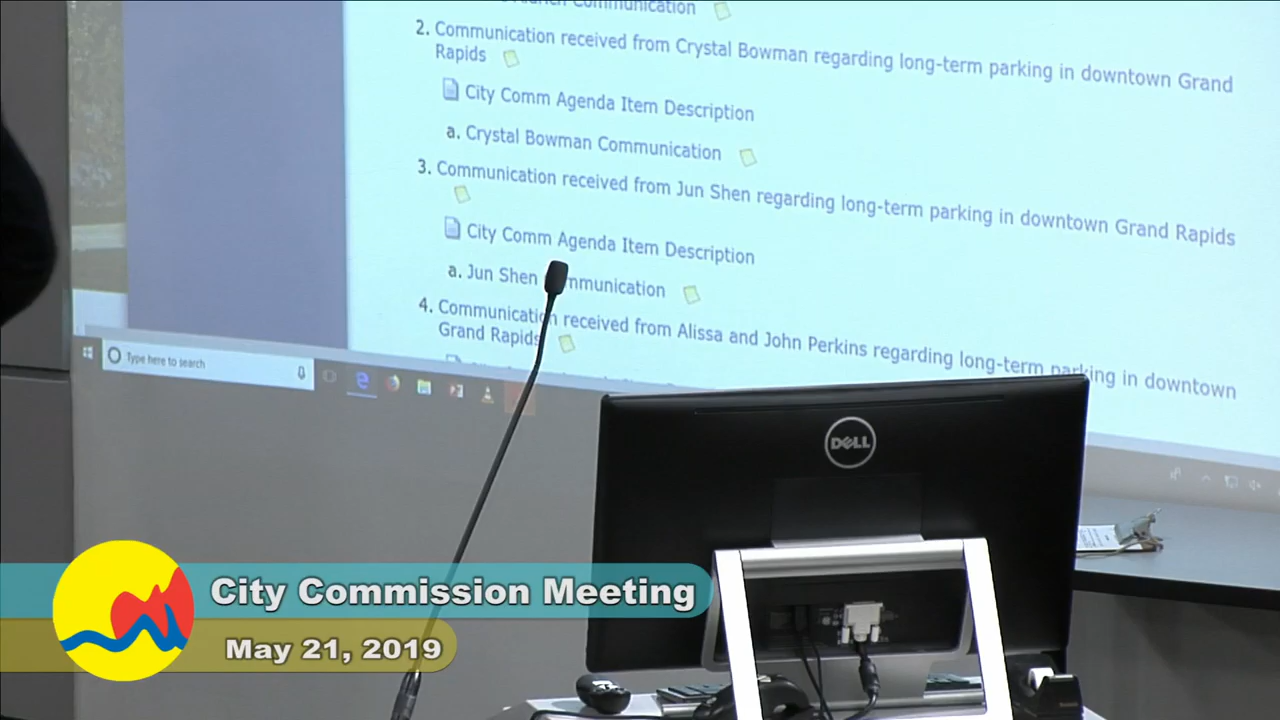 Communication
2. Communication received from Crystal Bowman regarding long-term parking in downtown Grand
Rapids
City Comm Agenda Item Description
a. Crystal Bowman Communication
3. Communication received from Jun Shen regarding long-term parking in downtown Grand Rapids
City Comm Agenda Item Description
a. Jun Shen mmunication
4. Communication received from Alissa and John Perkins regarding long-term parking in downtown
Grand Rapids
Type here to search
DELL
City Commission Meeting
May 21, 2019